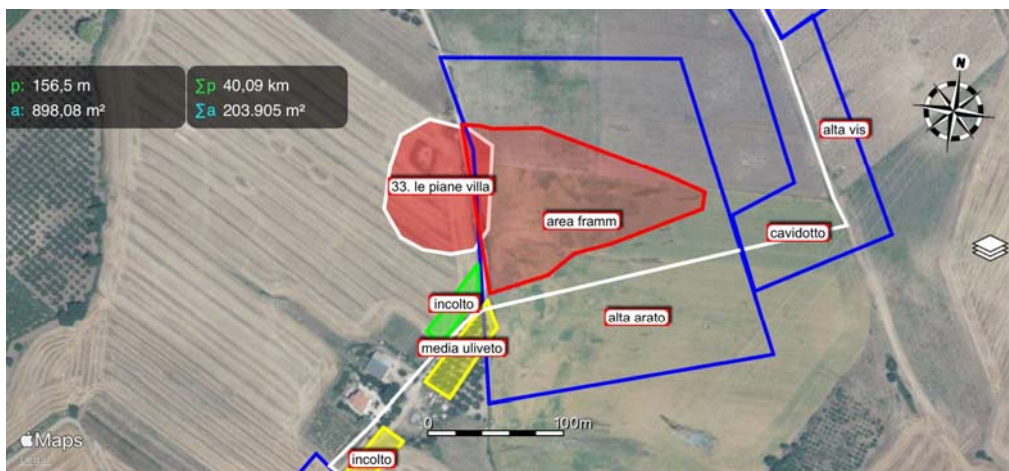 p: 156,5 m
a: 898,08 m²
∑p 40,09 km
∑a 203.905 m²
N
alta vis
33. le piane villa
area framm
cavidotto
incolto
alta arato
media uliveto
0 100m
Maps
Legal
incolto